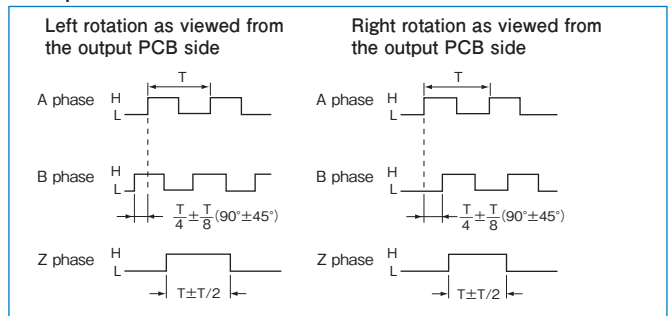 Left rotation as viewed from
the output PCB side
T
A phase H
L
B phase H
L
T/4±T/8(90°±45°)
Z phase H
L
T±T/2
Right rotation as viewed from
the output PCB side
T
A phase H
L
B phase H
L
T/4±T/8(90°±45°)
Z phase H
L
T±T/2